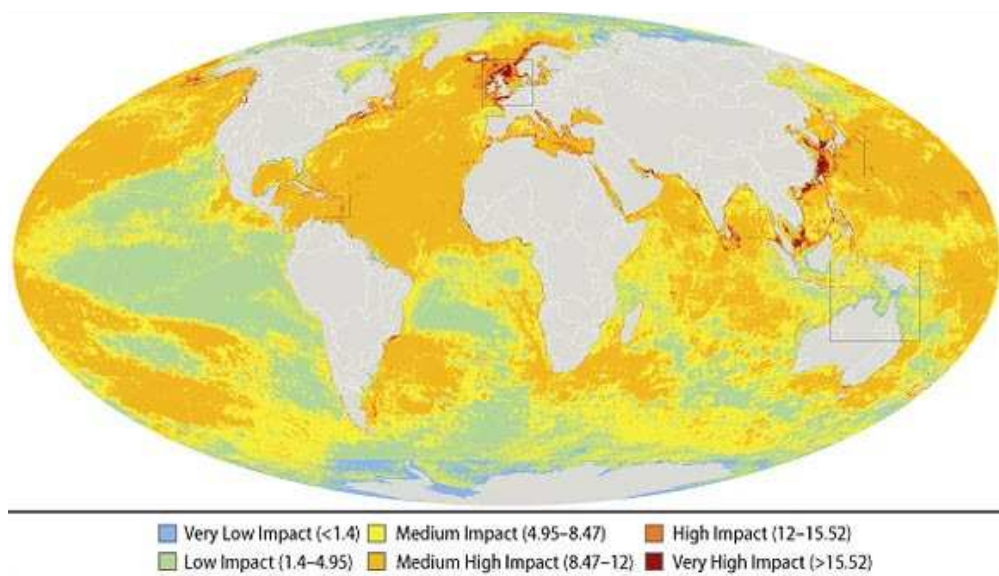 Very Low Impact (<1.4)
Medium Impact (4.95–8.47)
High Impact (12–15.52)
Low Impact (1.4–4.95)
Medium High Impact (8.47–12)
Very High Impact (>15.52)